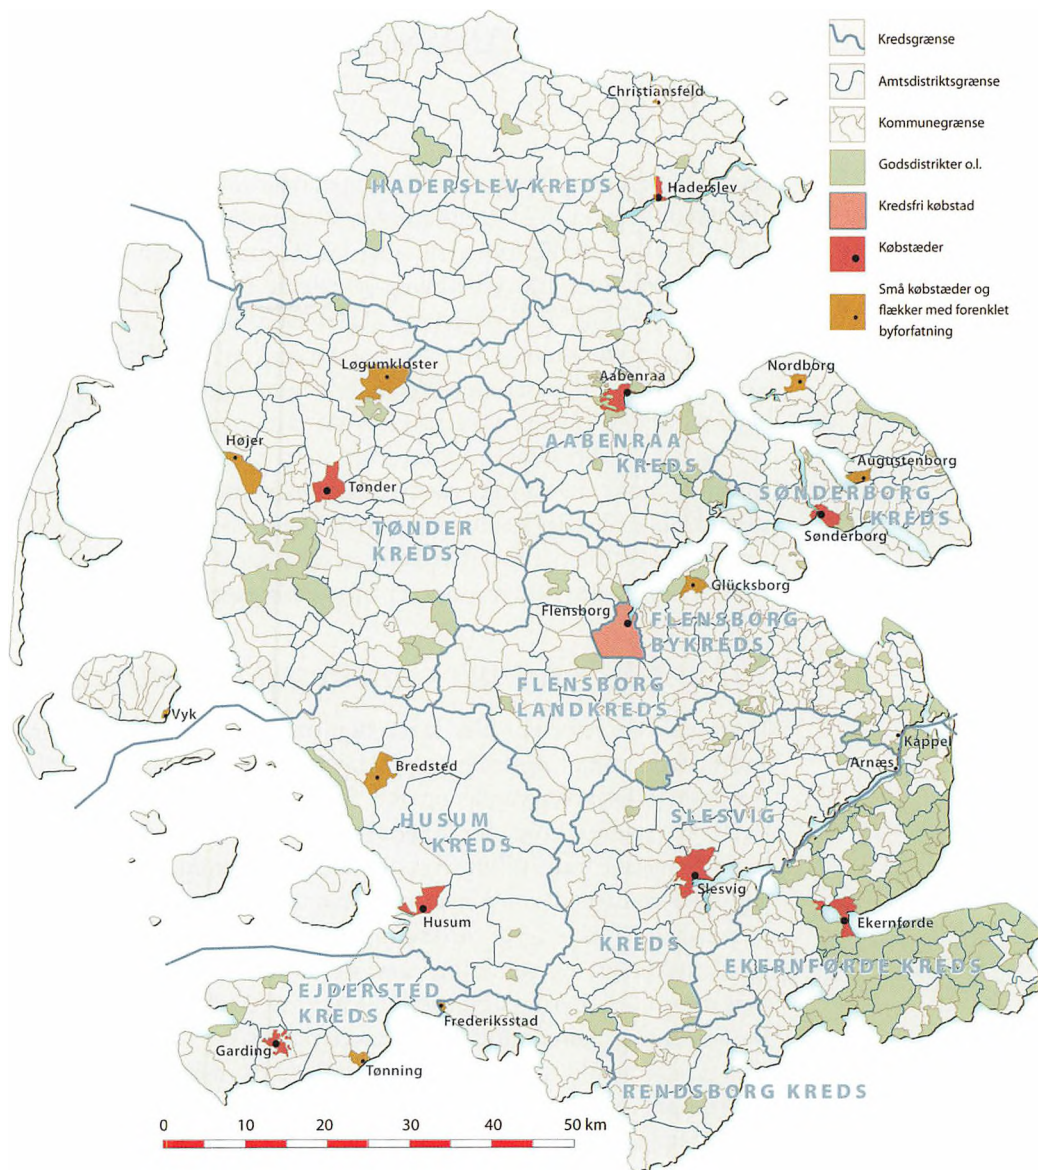 Kredsgrænse
Amtsdistriktsgrænse
Kommunegrænse
Godsdistrikter o.l.
Kredsfri købstad
Købstæder
Små købstæder og
flækker med forenklet
byforfatning
Christiansfeld
HADERSLEV KREDS
Haderslev
Løgumkloster
Aabenraa
Nordborg
AABENRAA
KREDS
Højer
Tønder
Augustenborg
SØNDERBORG
KREDS
Sønderborg
TØNDER
KREDS
Glücksborg
Flensborg
FLENSBORG
BYKREDS
FLENSBORG
LANDKREDS
Vyk
Kappel
Arnæs
Bredsted
HUSUM
KREDS
SLESVIG
Slesvig
Husum
Ekernførde
KREDS
EKERNFØRDE KREDS
EJDERSTED
KREDS
Frederiksstad
Garding
Tønning
RENDSBORG KREDS
0 10 20 30 40 50 km